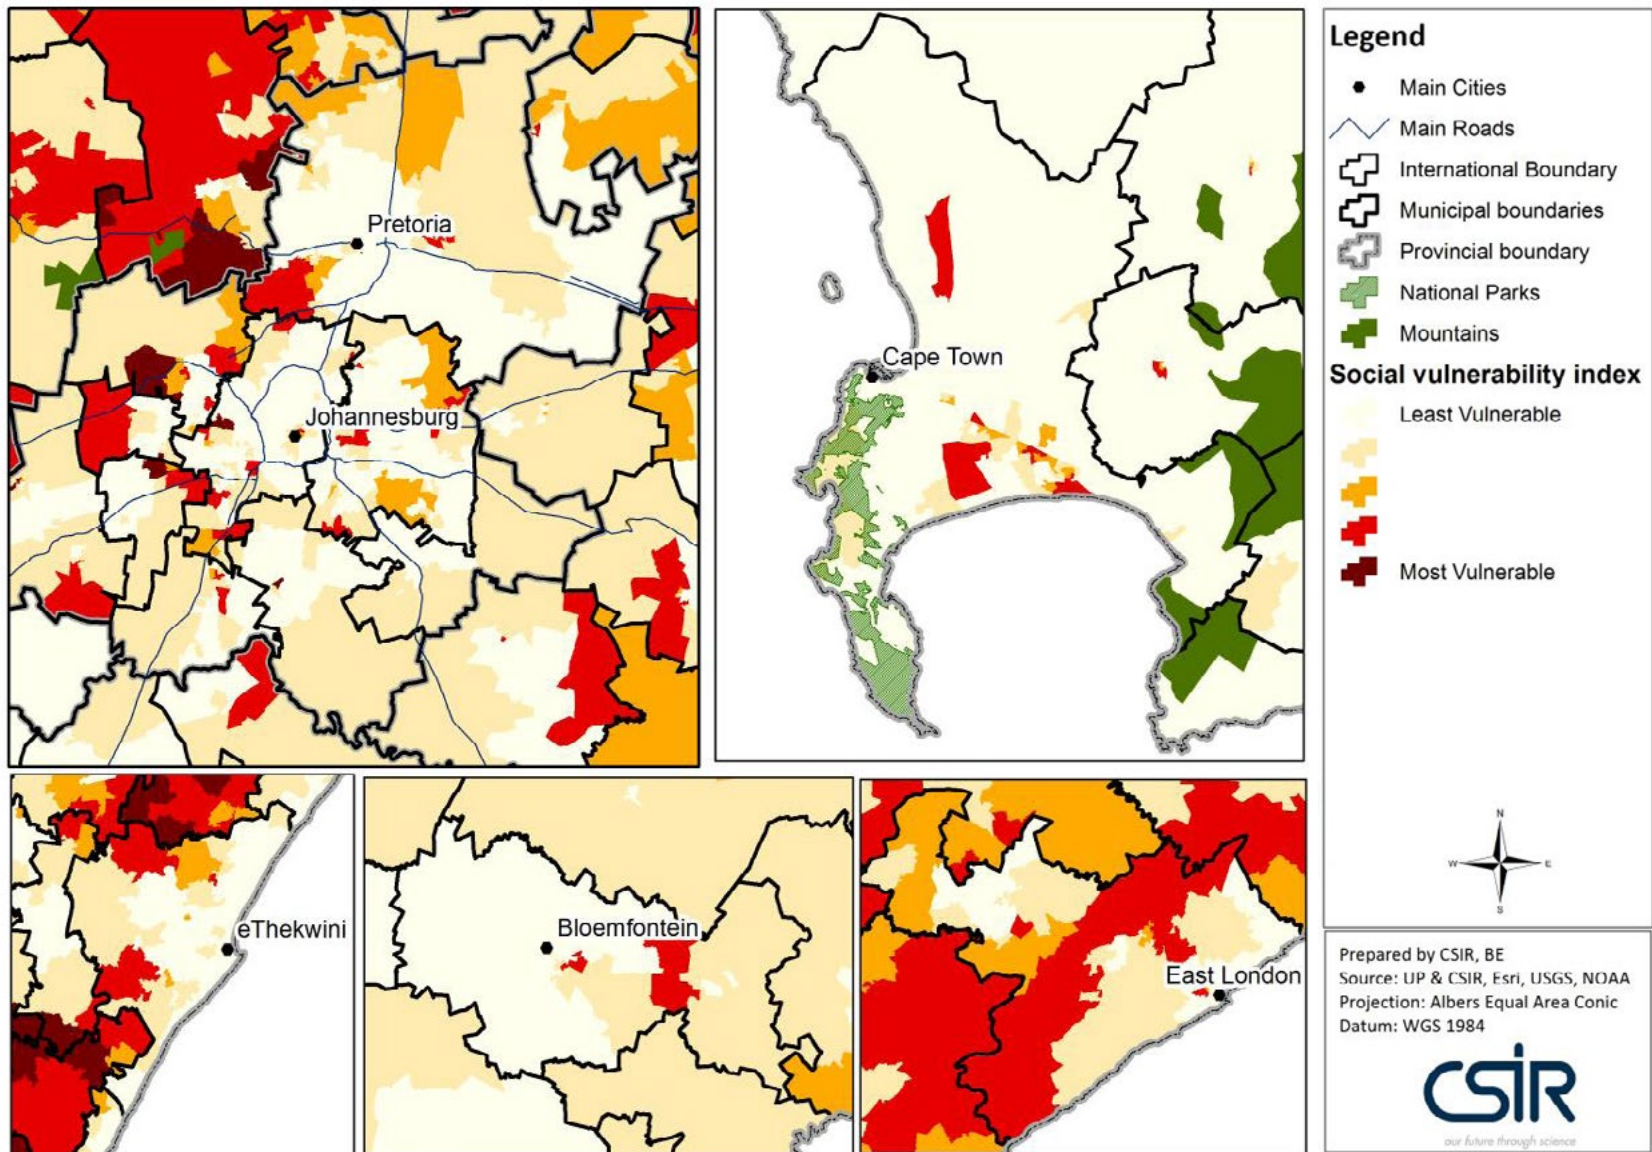 Pretoria
Johannesburg
Cape Town
eThekwini
Bloemfontein
East London
Legend
Main Cities
Main Roads
International Boundary
Municipal boundaries
Provincial boundary
National Parks
Mountains
Social vulnerability index
Least Vulnerable
Most Vulnerable
N
W E
S
Prepared by CSIR, BE
Source: UP & CSIR, Esri, USGS, NOAA
Projection: Albers Equal Area Conic
Datum: WGS 1984
CSIR
our future through science